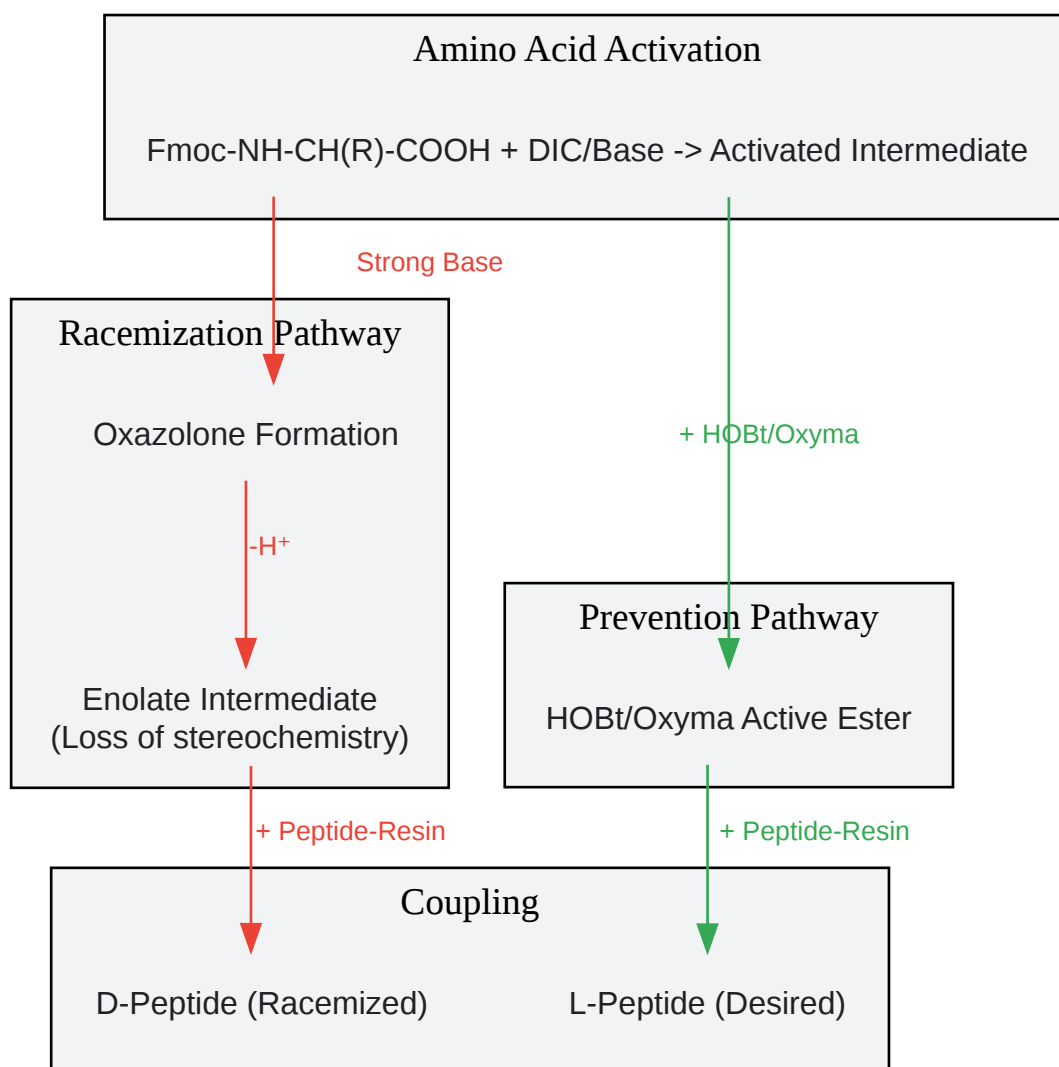 Amino Acid Activation
Fmoc-NH-CH(R)-COOH + DIC/Base -> Activated Intermediate
Strong Base
Racemization Pathway
Oxazolone Formation
+ HOBt/Oxyma
-H⁺
Prevention Pathway
Enolate Intermediate
(Loss of stereochemistry)
HOBt/Oxyma Active Ester
+ Peptide-Resin
+ Peptide-Resin
Coupling
D-Peptide (Racemized)
L-Peptide (Desired)